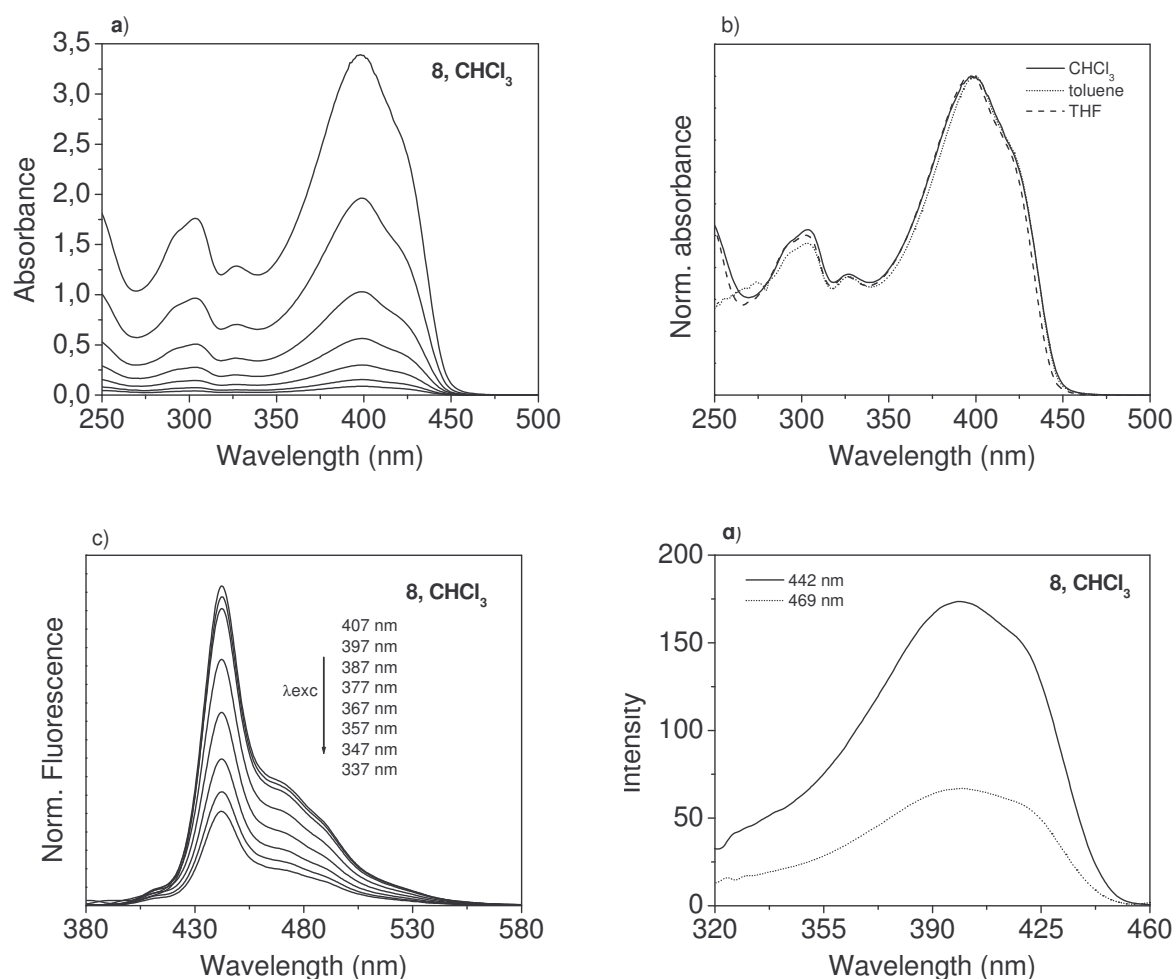 a)
8, CHCl₃
3,5
3,0
2,5
2,0
1,5
1,0
0,5
0,0
Absorbance
250 300 350 400 450 500
Wavelength (nm)
b)
CHCl₃
toluene
THF
Norm. absorbance
250 300 350 400 450 500
Wavelength (nm)
c)
8, CHCl₃
407 nm
397 nm
387 nm
377 nm
367 nm
357 nm
347 nm
337 nm
λexc
Norm. Fluorescence
380 430 480 530 580
Wavelength (nm)
d)
442 nm
469 nm
8, CHCl₃
200
150
100
50
0
Intensity
320 355 390 425 460
Wavelength (nm)